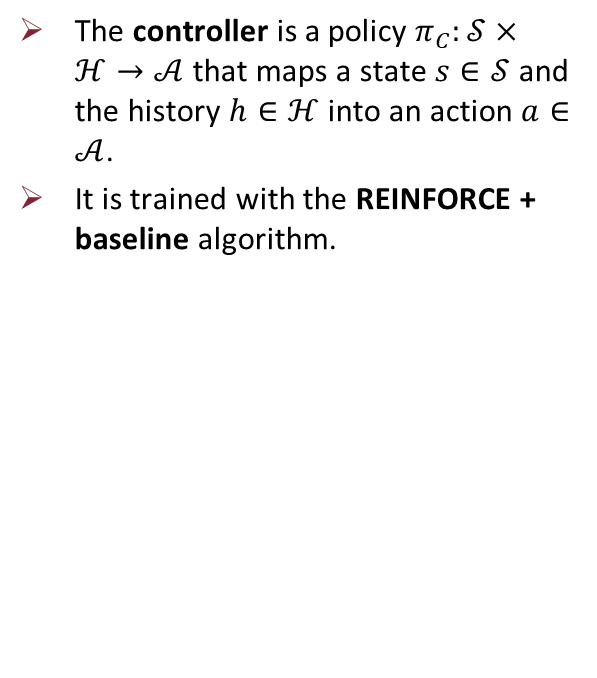 ➢ The controller is a policy π_C: 𝒮 ×
ℋ → 𝒜 that maps a state s ∈ 𝒮 and
the history h ∈ ℋ into an action a ∈
𝒜.
➢ It is trained with the REINFORCE +
baseline algorithm.